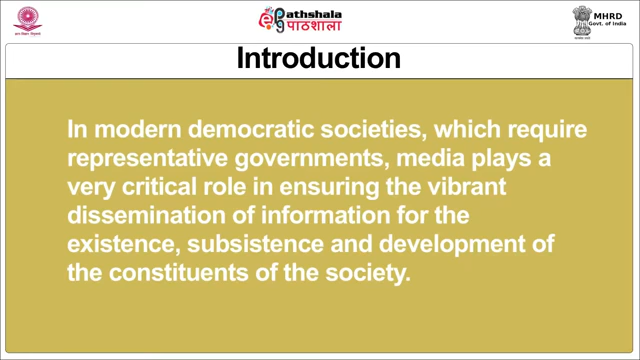 Pathshala
पाठशाला
MHRD
Govt. of India
Introduction
In modern democratic societies, which require
representative governments, media plays a
very critical role in ensuring the vibrant
dissemination of information for the
existence, subsistence and development of
the constituents of the society.